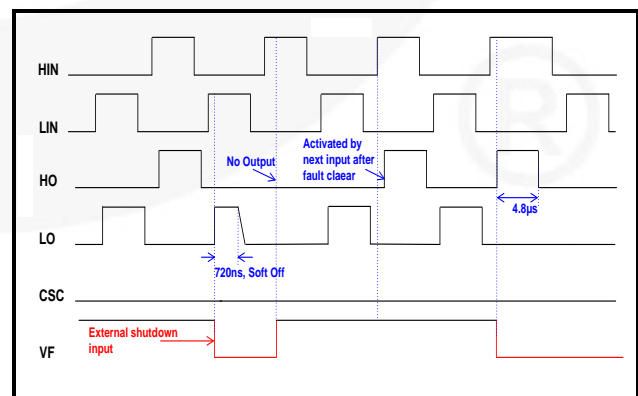 HIN
LIN
HO
No Output
Activated by
next input after
fault claear
4.8µs
LO
720ns, Soft Off
CSC
External shutdown
input
VF
®